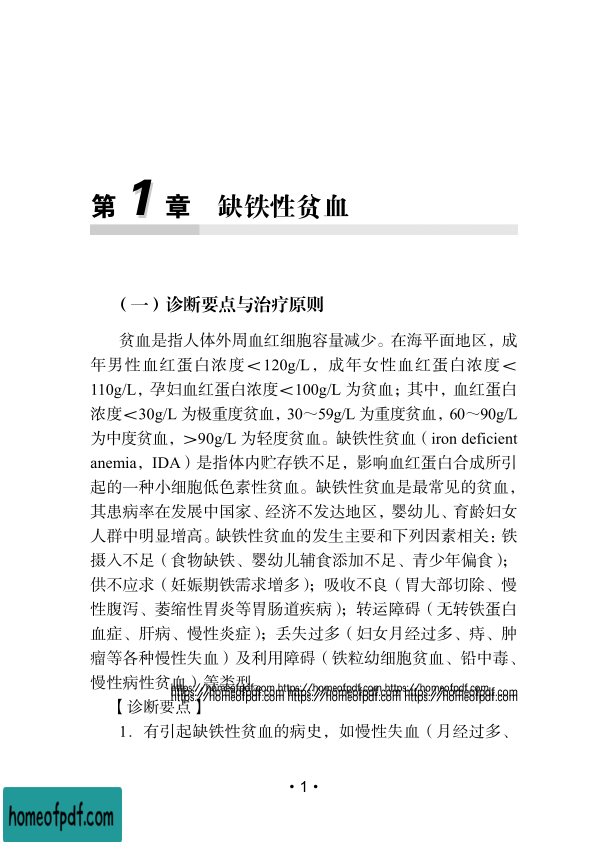 第1章 缺铁性贫血
（一）诊断要点与治疗原则
贫血是指人体外周血红细胞容量减少。在海平面地区，成
年男性血红蛋白浓度＜120g/L，成年女性血红蛋白浓度＜
110g/L，孕妇血红蛋白浓度＜100g/L 为贫血；其中，血红蛋白
浓度＜30g/L 为极重度贫血，30～59g/L 为重度贫血，60～90g/L
为中度贫血，＞90g/L 为轻度贫血。缺铁性贫血（iron deficient
anemia，IDA）是指体内贮存铁不足，影响血红蛋白合成所引
起的一种小细胞低色素性贫血。缺铁性贫血是最常见的贫血，
其患病率在发展中国家、经济不发达地区，婴幼儿、育龄妇女
人群中明显增高。缺铁性贫血的发生主要和下列因素相关：铁
摄入不足（食物缺铁、婴幼儿辅食添加不足、青少年偏食）；
供不应求（妊娠期铁需求增多）；吸收不良（胃大部切除、慢
性腹泻、萎缩性胃炎等胃肠道疾病）；转运障碍（无转铁蛋白
血症、肝病、慢性炎症）；丢失过多（妇女月经过多、痔、肿
瘤等各种慢性失血）及利用障碍（铁粒幼细胞贫血、铅中毒、
慢性病性贫血）等类型。
https://homeofpdf.com https://homeofpdf.com https://homeofpdf.com
https://homeofpdf.com https://homeofpdf.com https://homeofpdf.com
【诊断要点】
1．有引起缺铁性贫血的病史，如慢性失血（月经过多、
• 1 •
homeofpdf.com